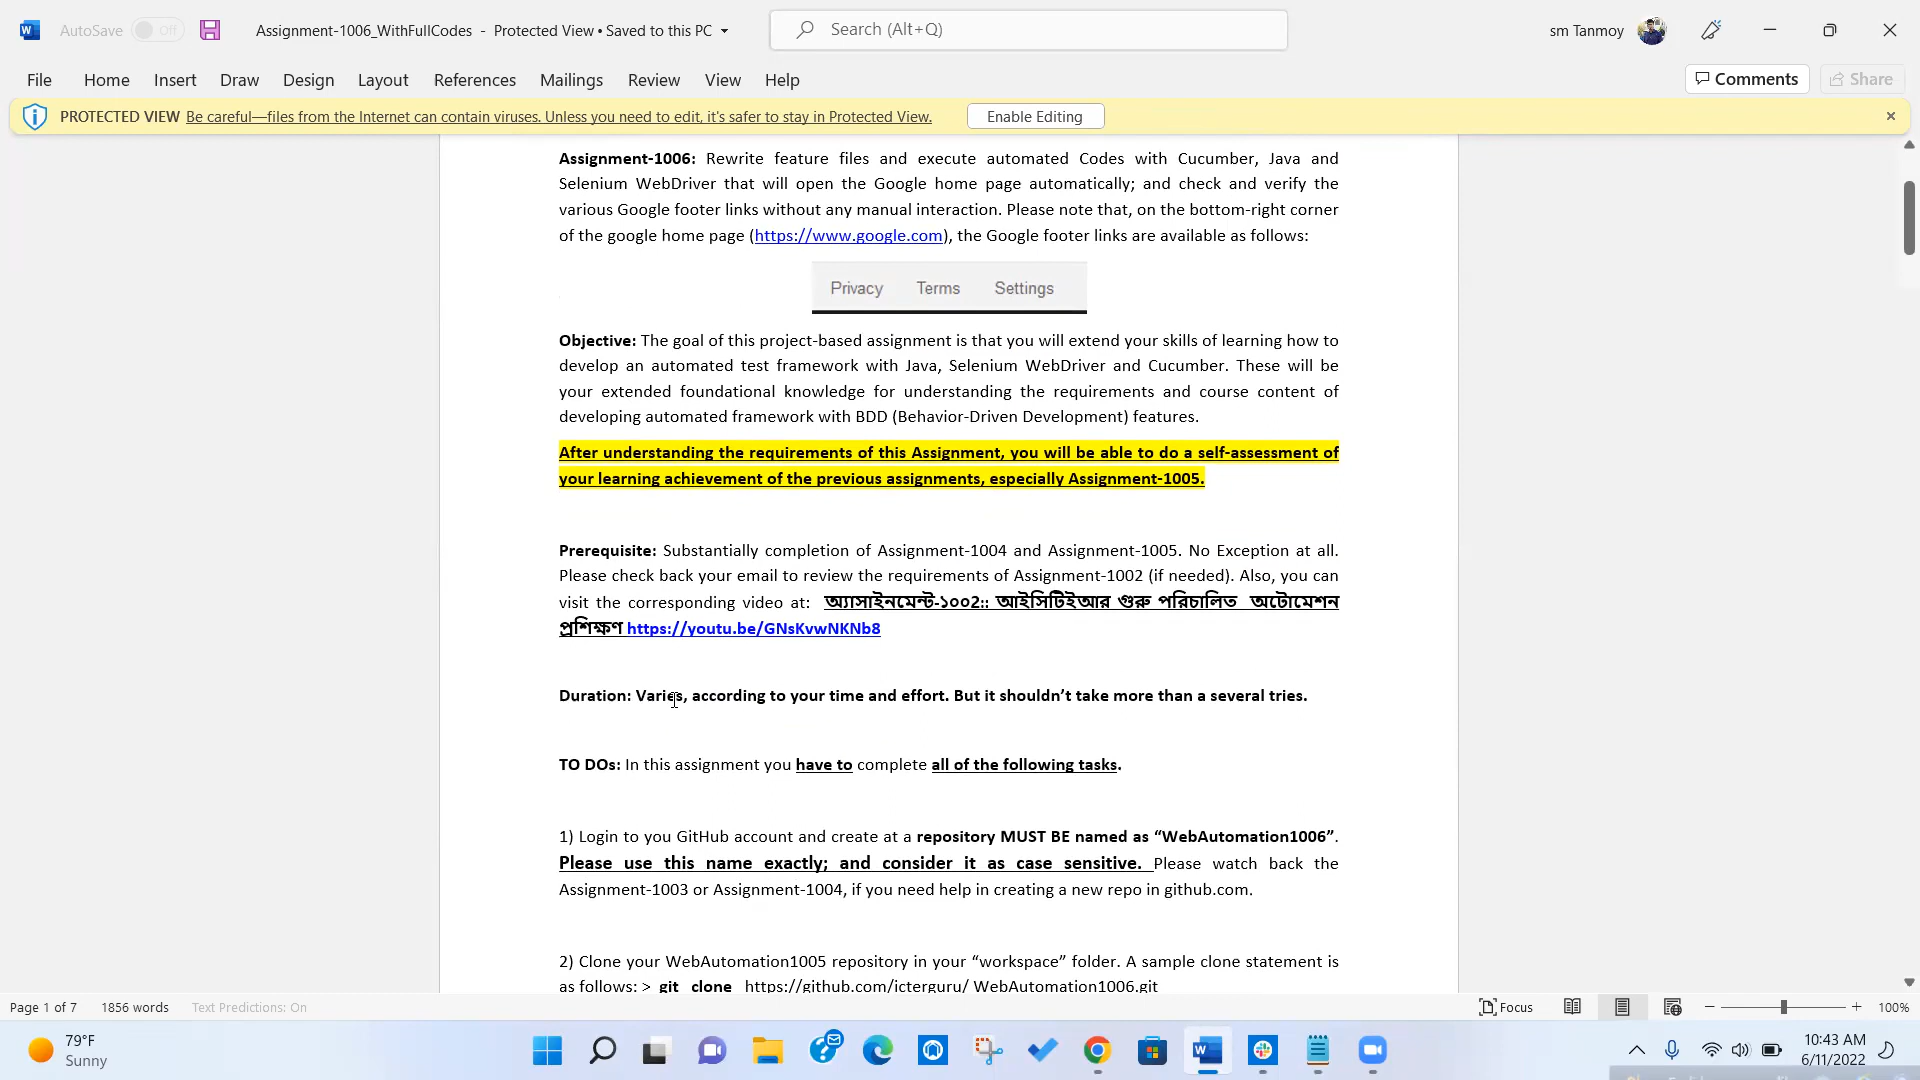 AutoSave Off Assignment-1006_WithFullCodes - Protected View • Saved to this PC Search (Alt+Q) sm Tanmoy
File Home Insert Draw Design Layout References Mailings Review View Help Comments Share
PROTECTED VIEW Be careful—files from the Internet can contain viruses. Unless you need to edit, it's safer to stay in Protected View. Enable Editing
Assignment-1006: Rewrite feature files and execute automated Codes with Cucumber, Java and
Selenium WebDriver that will open the Google home page automatically; and check and verify the
various Google footer links without any manual interaction. Please note that, on the bottom-right corner
of the google home page (https://www.google.com), the Google footer links are available as follows:
Privacy Terms Settings
Objective: The goal of this project-based assignment is that you will extend your skills of learning how to
develop an automated test framework with Java, Selenium WebDriver and Cucumber. These will be
your extended foundational knowledge for understanding the requirements and course content of
developing automated framework with BDD (Behavior-Driven Development) features.
After understanding the requirements of this Assignment, you will be able to do a self-assessment of
your learning achievement of the previous assignments, especially Assignment-1005.
Prerequisite: Substantially completion of Assignment-1004 and Assignment-1005. No Exception at all.
Please check back your email to review the requirements of Assignment-1002 (if needed). Also, you can
visit the corresponding video at: অ্যাসাইনমেন্ট-১০০২:: আইসিটিইআর গুরু পরিচালিত অটোমেশন
প্রশিক্ষণ https://youtu.be/GNsKvwNKNb8
Duration: Varies, according to your time and effort. But it shouldn't take more than a several tries.
TO DOs: In this assignment you have to complete all of the following tasks.
1) Login to you GitHub account and create at a repository MUST BE named as “WebAutomation1006”.
Please use this name exactly; and consider it as case sensitive. Please watch back the
Assignment-1003 or Assignment-1004, if you need help in creating a new repo in github.com.
2) Clone your WebAutomation1005 repository in your “workspace” folder. A sample clone statement is
as follows: > git clone https://github.com/icterguru/ WebAutomation1006.git
Page 1 of 7 1856 words Text Predictions: On Focus 100%
79°F
Sunny
10:43 AM
6/11/2022